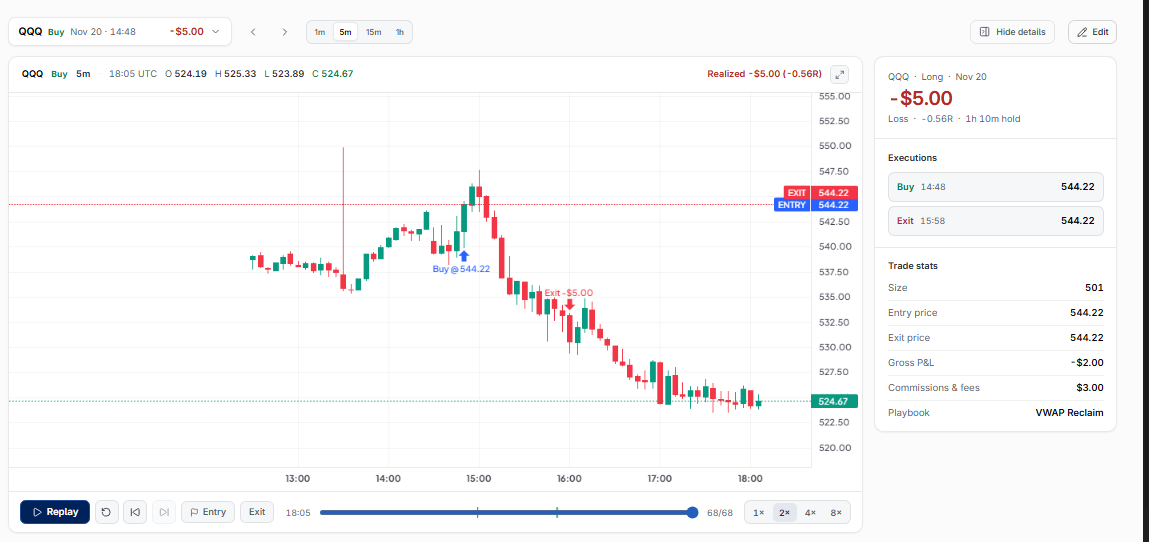 QQQ Buy Nov 20 · 14:48 -$5.00
1m 5m 15m 1h
Hide details
Edit
QQQ Buy 5m 18:05 UTC O 524.19 H 525.33 L 523.89 C 524.67
Realized -$5.00 (-0.56R)
555.00
552.50
550.00
547.50
EXIT 544.22
ENTRY 544.22
542.50
540.00
537.50
535.00
532.50
530.00
527.50
524.67
522.50
520.00
Buy @ 544.22
Exit -$5.00
13:00 14:00 15:00 16:00 17:00 18:00
Replay
Entry
Exit
18:05
68/68
1× 2× 4× 8×
QQQ · Long · Nov 20
-$5.00
Loss · -0.56R · 1h 10m hold
Executions
Buy 14:48 544.22
Exit 15:58 544.22
Trade stats
Size 501
Entry price 544.22
Exit price 544.22
Gross P&L -$2.00
Commissions & fees $3.00
Playbook VWAP Reclaim